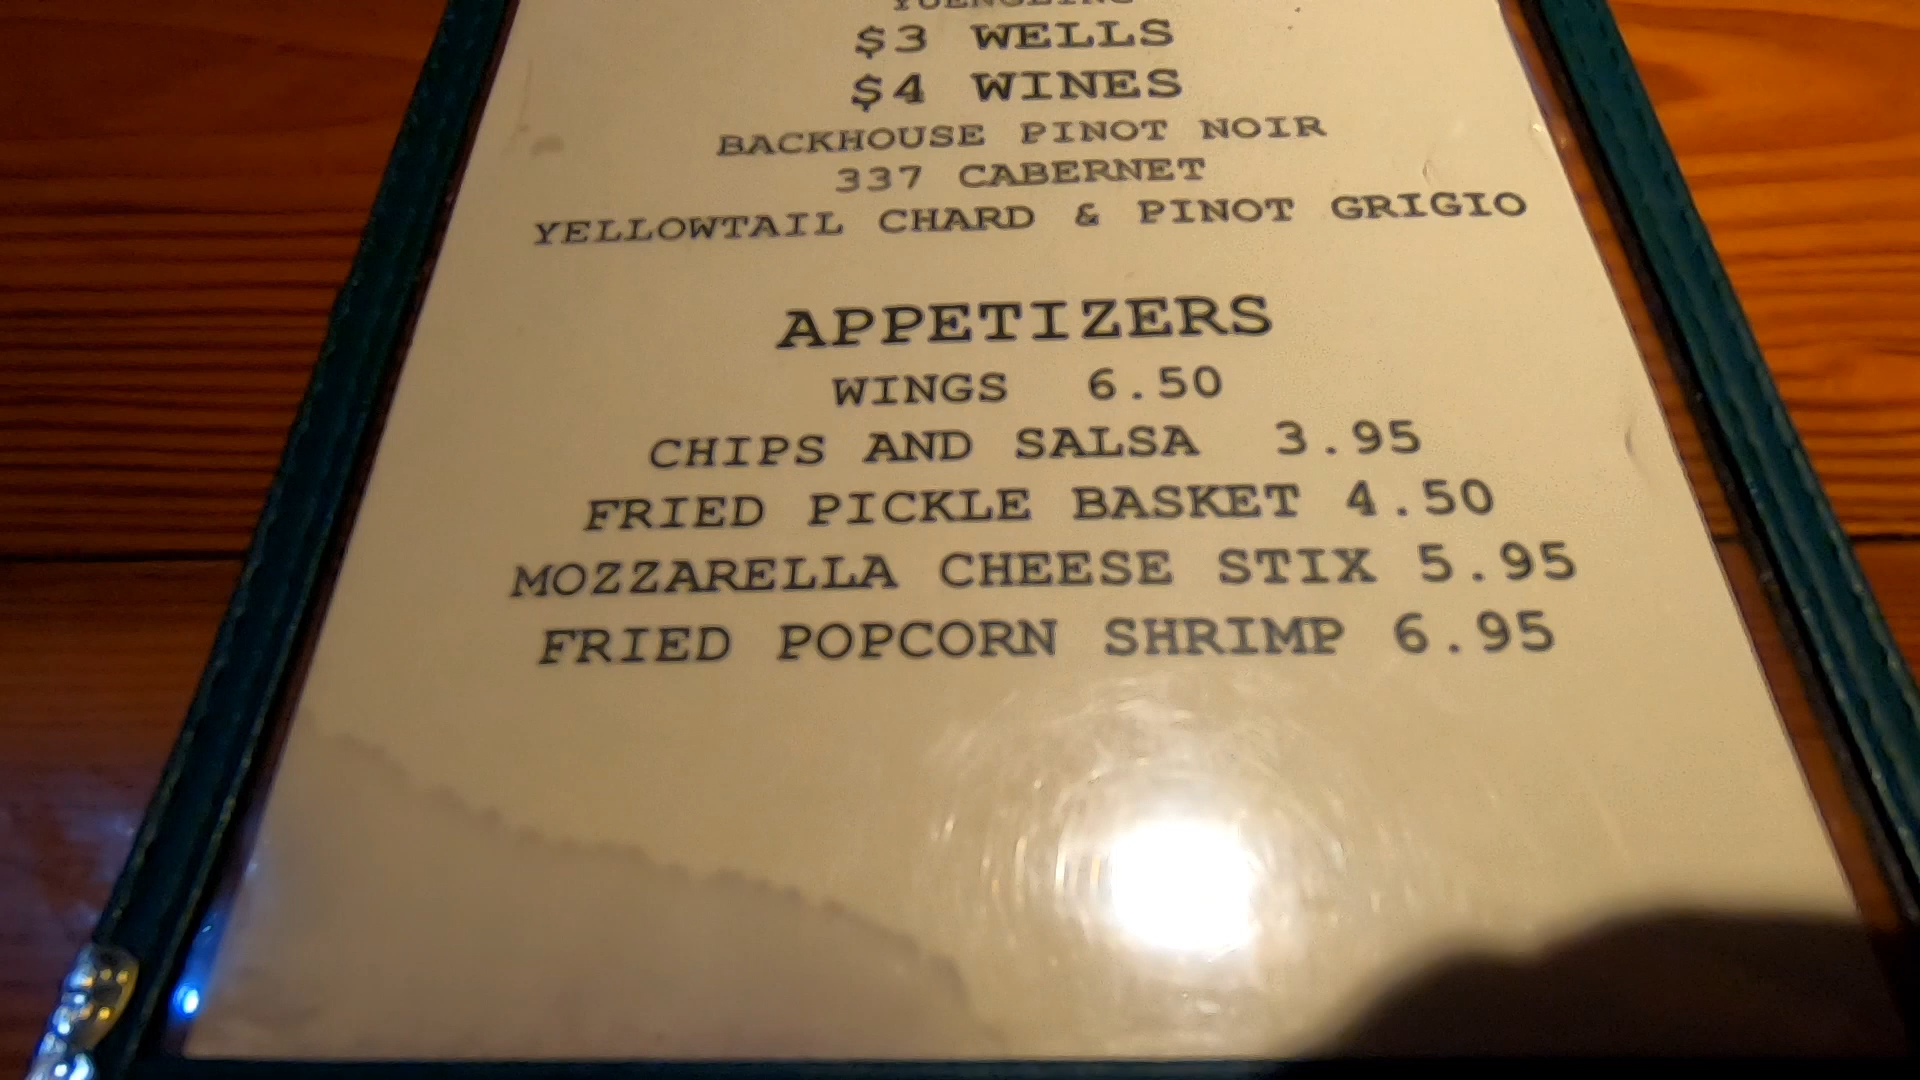 YUENGLING
$3 WELLS
$4 WINES
BACKHOUSE PINOT NOIR
337 CABERNET
YELLOWTAIL CHARD & PINOT GRIGIO
APPETIZERS
WINGS 6.50
CHIPS AND SALSA 3.95
FRIED PICKLE BASKET 4.50
MOZZARELLA CHEESE STIX 5.95
FRIED POPCORN SHRIMP 6.95